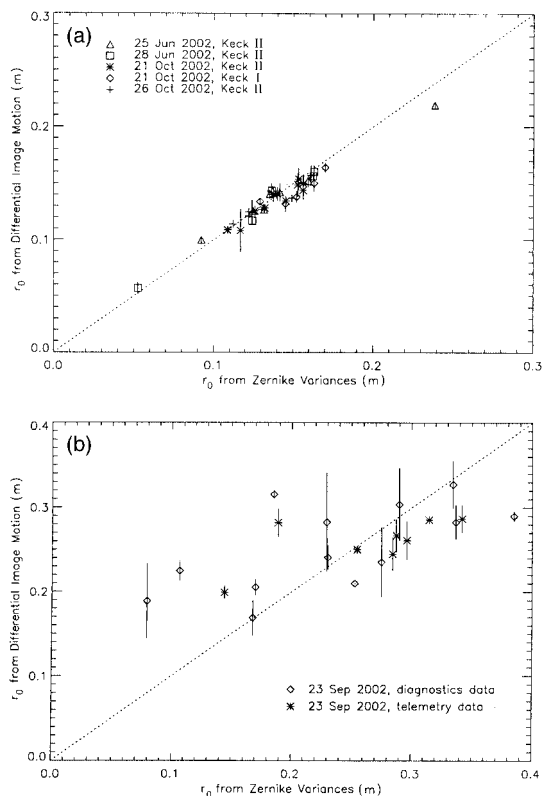 (a)
25 Jun 2002, Keck II
28 Jun 2002, Keck II
21 Oct 2002, Keck II
21 Oct 2002, Keck I
26 Oct 2002, Keck II
r0 from Differential Image Motion (m)
0.3
0.2
0.1
0.0
0.0 0.1 0.2 0.3
r0 from Zernike Variances (m)
(b)
r0 from Differential Image Motion (m)
0.4
0.3
0.2
0.1
0.0
23 Sep 2002, diagnostics data
23 Sep 2002, telemetry data
0.0 0.1 0.2 0.3 0.4
r0 from Zernike Variances (m)